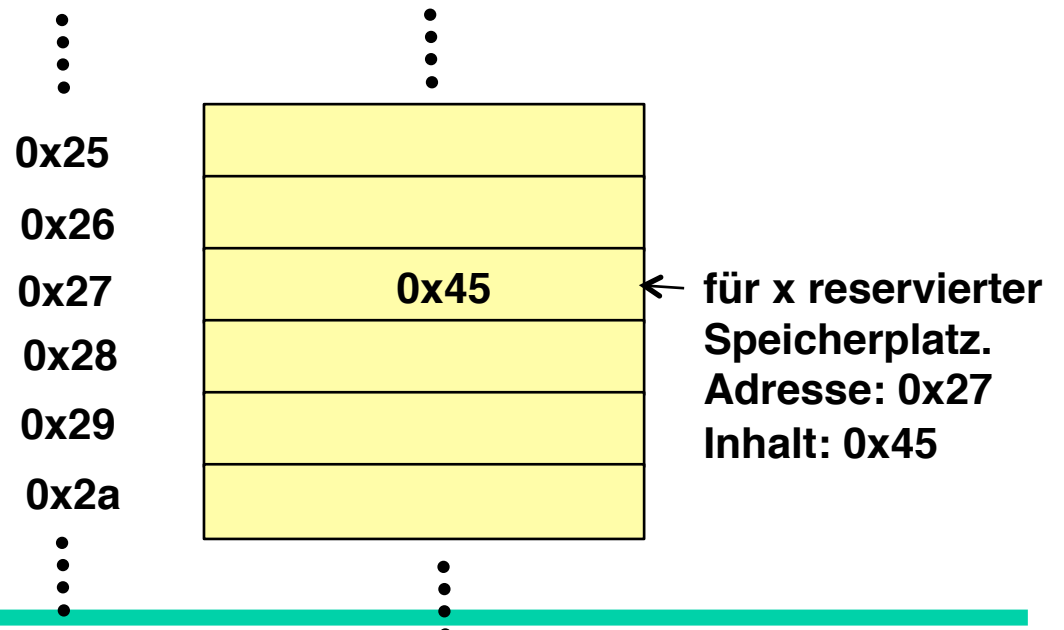 0x25
0x26
0x27
0x45
für x reservierter
Speicherplatz.
Adresse: 0x27
Inhalt: 0x45
0x28
0x29
0x2a